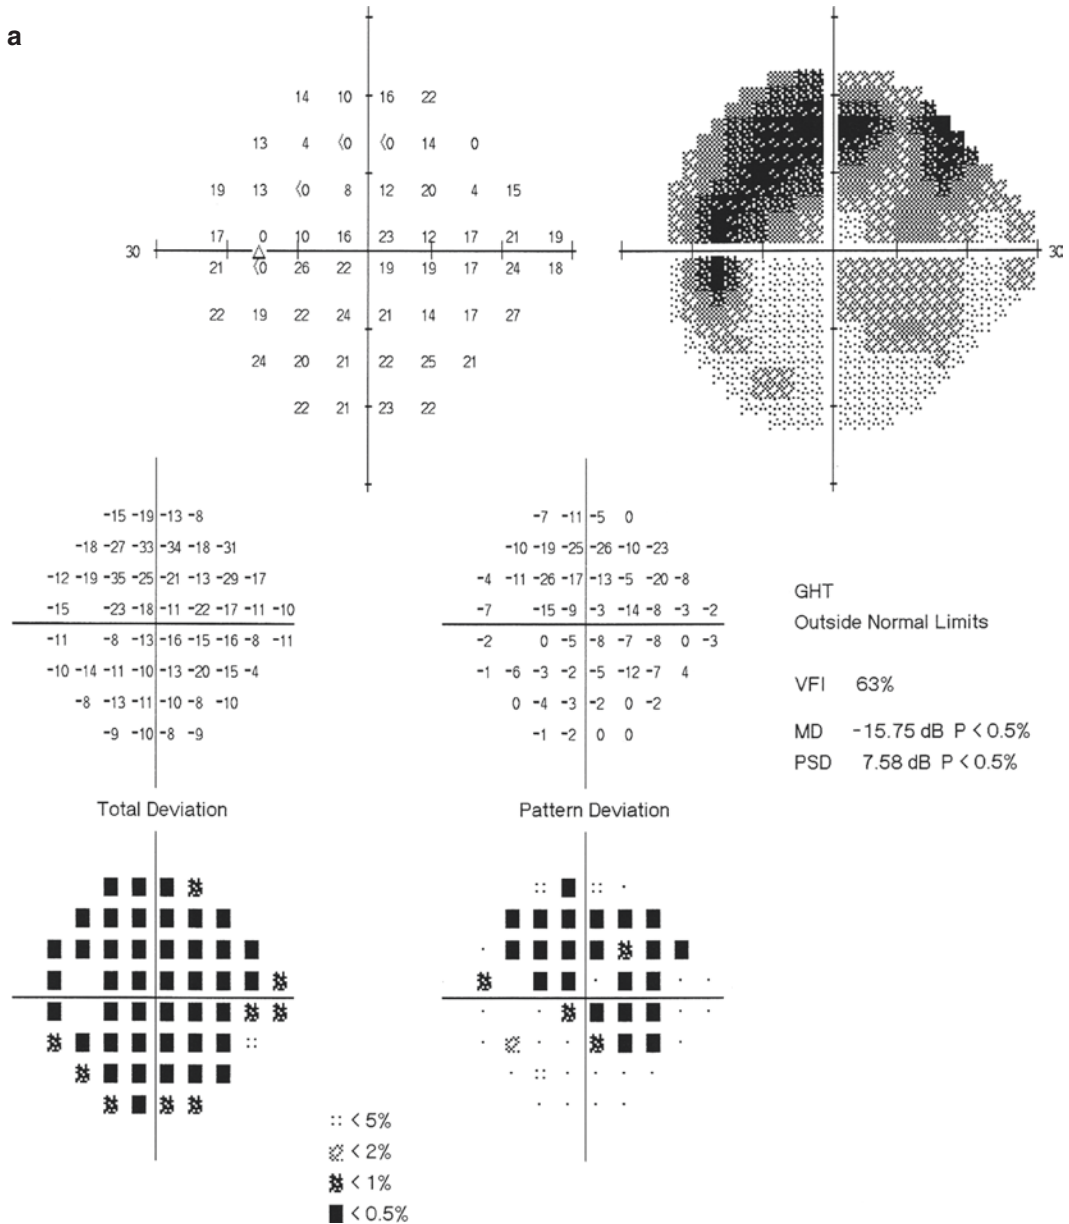 a
14 10 16 22
13 4 〈0 〈0 14 0
19 13 〈0 8 12 20 4 15
17 0 10 16 23 12 17 21 19
30 30
21 〈0 26 22 19 19 17 24 18
22 19 22 24 21 14 17 27
24 20 21 22 25 21
22 21 23 22
-15 -19 -13 -8
-18 -27 -33 -34 -18 -31
-12 -19 -35 -25 -21 -13 -29 -17
-15 -23 -18 -11 -22 -17 -11 -10
-11 -8 -13 -16 -15 -16 -8 -11
-10 -14 -11 -10 -13 -20 -15 -4
-8 -13 -11 -10 -8 -10
-9 -10 -8 -9
Total Deviation
-7 -11 -5 0
-10 -19 -25 -26 -10 -23
-4 -11 -26 -17 -13 -5 -20 -8
-7 -15 -9 -3 -14 -8 -3 -2
-2 0 -5 -8 -7 -8 0 -3
-1 -6 -3 -2 -5 -12 -7 4
0 -4 -3 -2 0 -2
-1 -2 0 0
Pattern Deviation
GHT
Outside Normal Limits
VFI 63%
MD -15.75 dB P < 0.5%
PSD 7.58 dB P < 0.5%
< 5%
< 2%
< 1%
< 0.5%